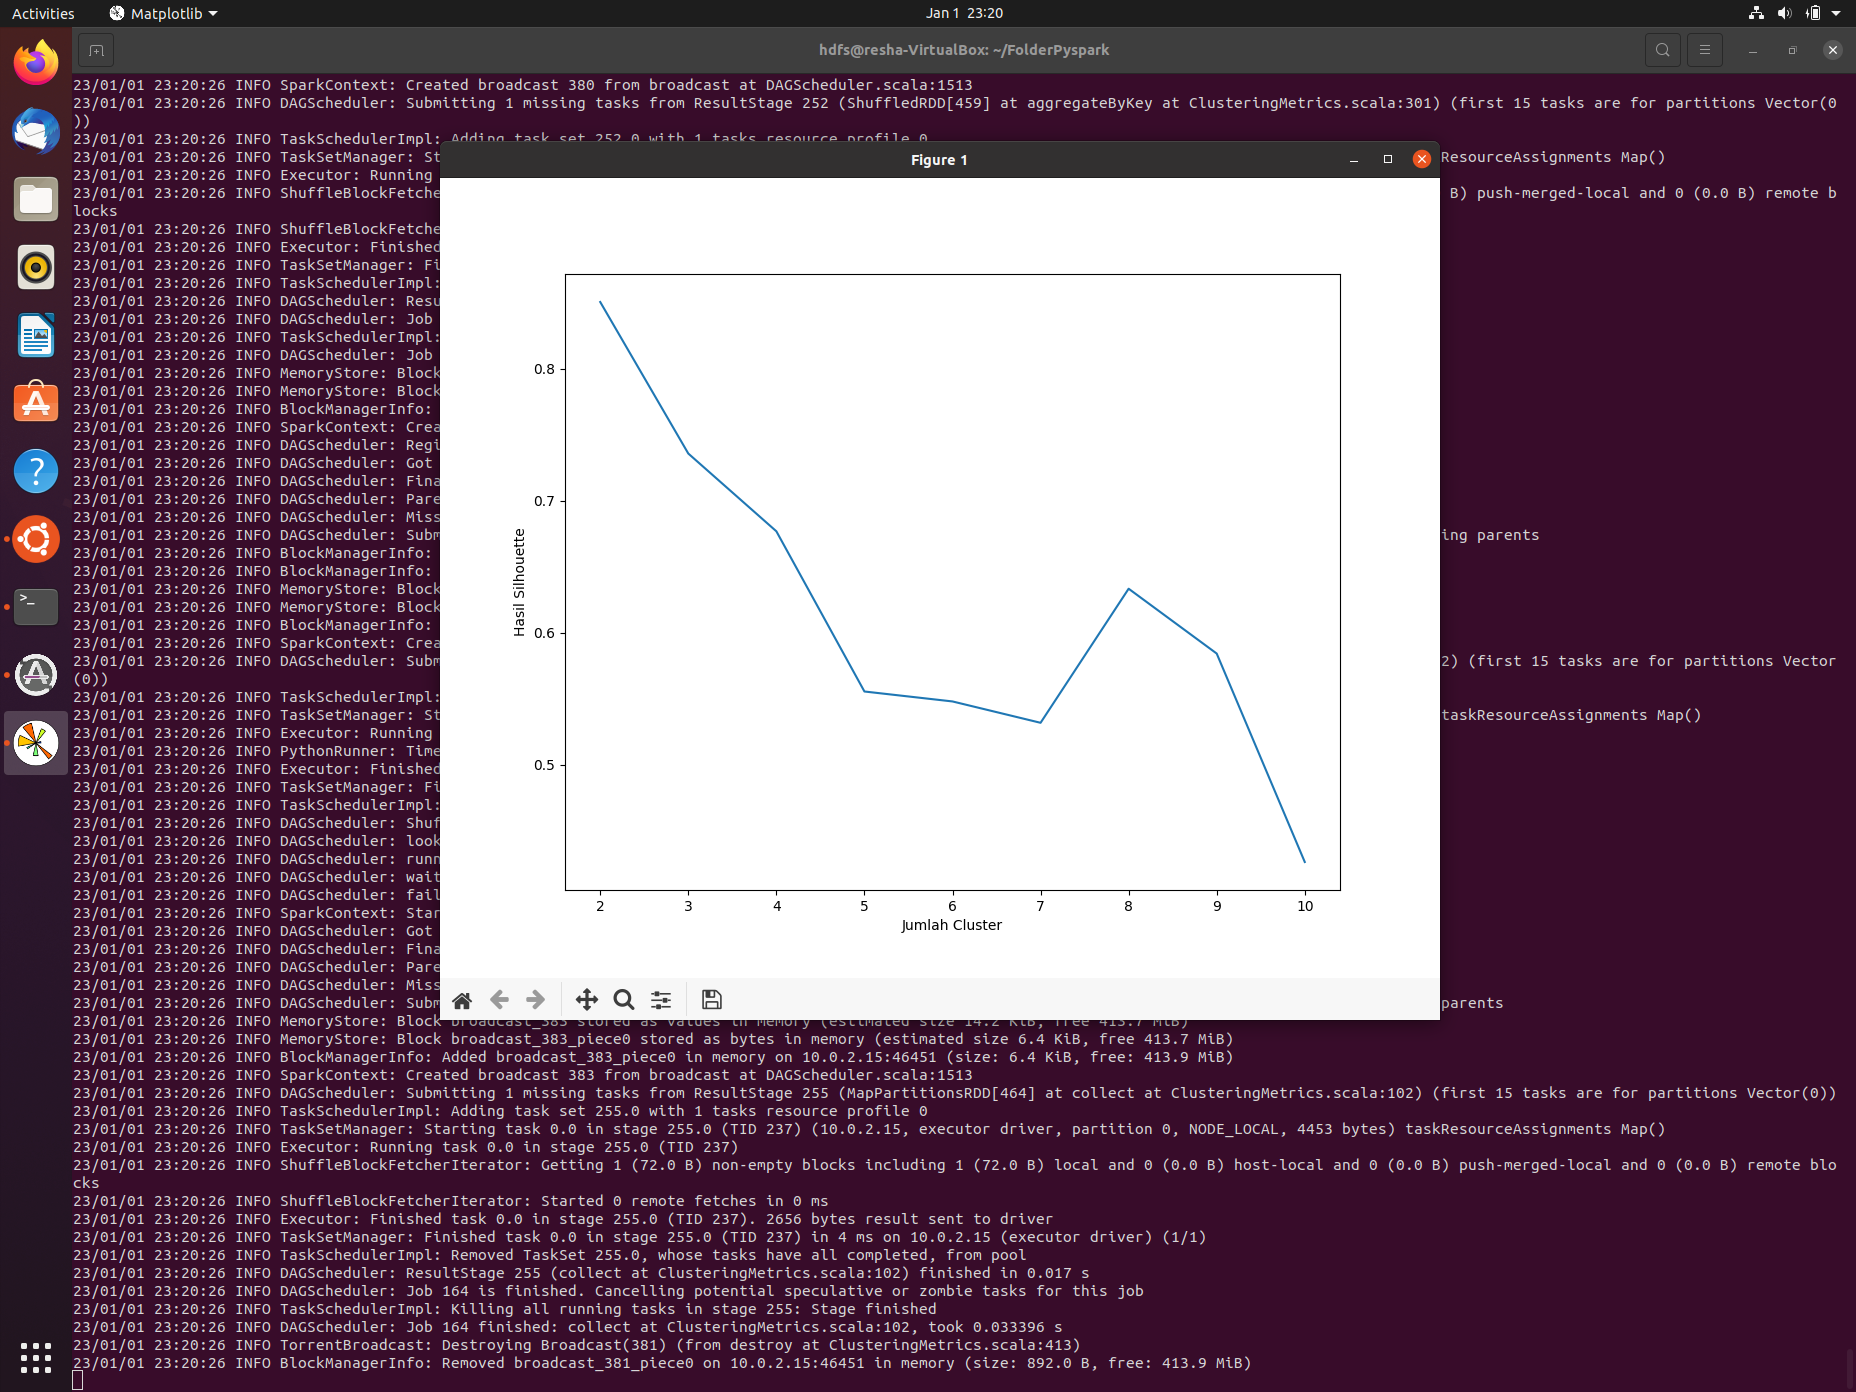 Activities
Matplotlib
Jan 1 23:20
hdfs@resha-VirtualBox: ~/FolderPyspark
23/01/01 23:20:26 INFO SparkContext: Created broadcast 380 from broadcast at DAGScheduler.scala:1513
23/01/01 23:20:26 INFO DAGScheduler: Submitting 1 missing tasks from ResultStage 252 (ShuffledRDD[459] at aggregateByKey at ClusteringMetrics.scala:301) (first 15 tasks are for partitions Vector(0
))
23/01/01 23:20:26 INFO TaskSchedulerImpl: Adding task set 252.0 with 1 tasks resource profile 0
23/01/01 23:20:26 INFO TaskSetManager: St ResourceAssignments Map()
23/01/01 23:20:26 INFO Executor: Running
23/01/01 23:20:26 INFO ShuffleBlockFetche B) push-merged-local and 0 (0.0 B) remote b
locks
23/01/01 23:20:26 INFO ShuffleBlockFetche
23/01/01 23:20:26 INFO Executor: Finished
23/01/01 23:20:26 INFO TaskSetManager: Fi
23/01/01 23:20:26 INFO TaskSchedulerImpl:
23/01/01 23:20:26 INFO DAGScheduler: Resu
23/01/01 23:20:26 INFO DAGScheduler: Job
23/01/01 23:20:26 INFO TaskSchedulerImpl:
23/01/01 23:20:26 INFO DAGScheduler: Job
23/01/01 23:20:26 INFO MemoryStore: Block
23/01/01 23:20:26 INFO MemoryStore: Block
23/01/01 23:20:26 INFO BlockManagerInfo:
23/01/01 23:20:26 INFO SparkContext: Crea
23/01/01 23:20:26 INFO DAGScheduler: Regi
23/01/01 23:20:26 INFO DAGScheduler: Got
23/01/01 23:20:26 INFO DAGScheduler: Fina
23/01/01 23:20:26 INFO DAGScheduler: Pare
23/01/01 23:20:26 INFO DAGScheduler: Miss
23/01/01 23:20:26 INFO DAGScheduler: Subm ing parents
23/01/01 23:20:26 INFO BlockManagerInfo:
23/01/01 23:20:26 INFO BlockManagerInfo:
23/01/01 23:20:26 INFO MemoryStore: Block
23/01/01 23:20:26 INFO MemoryStore: Block
23/01/01 23:20:26 INFO BlockManagerInfo:
23/01/01 23:20:26 INFO SparkContext: Crea
23/01/01 23:20:26 INFO DAGScheduler: Subm 2) (first 15 tasks are for partitions Vector
(0))
23/01/01 23:20:26 INFO TaskSchedulerImpl:
23/01/01 23:20:26 INFO TaskSetManager: St taskResourceAssignments Map()
23/01/01 23:20:26 INFO Executor: Running
23/01/01 23:20:26 INFO PythonRunner: Time
23/01/01 23:20:26 INFO Executor: Finished
23/01/01 23:20:26 INFO TaskSetManager: Fi
23/01/01 23:20:26 INFO TaskSchedulerImpl:
23/01/01 23:20:26 INFO DAGScheduler: Shuf
23/01/01 23:20:26 INFO DAGScheduler: look
23/01/01 23:20:26 INFO DAGScheduler: runn
23/01/01 23:20:26 INFO DAGScheduler: wait
23/01/01 23:20:26 INFO DAGScheduler: fail
23/01/01 23:20:26 INFO SparkContext: Star
23/01/01 23:20:26 INFO DAGScheduler: Got
23/01/01 23:20:26 INFO DAGScheduler: Fina
23/01/01 23:20:26 INFO DAGScheduler: Pare
23/01/01 23:20:26 INFO DAGScheduler: Miss
23/01/01 23:20:26 INFO DAGScheduler: Subm parents
23/01/01 23:20:26 INFO MemoryStore: Block broadcast_383 stored as values in memory (estimated size 14.2 KiB, free 413.7 MiB)
23/01/01 23:20:26 INFO MemoryStore: Block broadcast_383_piece0 stored as bytes in memory (estimated size 6.4 KiB, free 413.7 MiB)
23/01/01 23:20:26 INFO BlockManagerInfo: Added broadcast_383_piece0 in memory on 10.0.2.15:46451 (size: 6.4 KiB, free: 413.9 MiB)
23/01/01 23:20:26 INFO SparkContext: Created broadcast 383 from broadcast at DAGScheduler.scala:1513
23/01/01 23:20:26 INFO DAGScheduler: Submitting 1 missing tasks from ResultStage 255 (MapPartitionsRDD[464] at collect at ClusteringMetrics.scala:102) (first 15 tasks are for partitions Vector(0))
23/01/01 23:20:26 INFO TaskSchedulerImpl: Adding task set 255.0 with 1 tasks resource profile 0
23/01/01 23:20:26 INFO TaskSetManager: Starting task 0.0 in stage 255.0 (TID 237) (10.0.2.15, executor driver, partition 0, NODE_LOCAL, 4453 bytes) taskResourceAssignments Map()
23/01/01 23:20:26 INFO Executor: Running task 0.0 in stage 255.0 (TID 237)
23/01/01 23:20:26 INFO ShuffleBlockFetcherIterator: Getting 1 (72.0 B) non-empty blocks including 1 (72.0 B) local and 0 (0.0 B) host-local and 0 (0.0 B) push-merged-local and 0 (0.0 B) remote blo
cks
23/01/01 23:20:26 INFO ShuffleBlockFetcherIterator: Started 0 remote fetches in 0 ms
23/01/01 23:20:26 INFO Executor: Finished task 0.0 in stage 255.0 (TID 237). 2656 bytes result sent to driver
23/01/01 23:20:26 INFO TaskSetManager: Finished task 0.0 in stage 255.0 (TID 237) in 4 ms on 10.0.2.15 (executor driver) (1/1)
23/01/01 23:20:26 INFO TaskSchedulerImpl: Removed TaskSet 255.0, whose tasks have all completed, from pool
23/01/01 23:20:26 INFO DAGScheduler: ResultStage 255 (collect at ClusteringMetrics.scala:102) finished in 0.017 s
23/01/01 23:20:26 INFO DAGScheduler: Job 164 is finished. Cancelling potential speculative or zombie tasks for this job
23/01/01 23:20:26 INFO TaskSchedulerImpl: Killing all running tasks in stage 255: Stage finished
23/01/01 23:20:26 INFO DAGScheduler: Job 164 finished: collect at ClusteringMetrics.scala:102, took 0.033396 s
23/01/01 23:20:26 INFO TorrentBroadcast: Destroying Broadcast(381) (from destroy at ClusteringMetrics.scala:413)
23/01/01 23:20:26 INFO BlockManagerInfo: Removed broadcast_381_piece0 on 10.0.2.15:46451 in memory (size: 892.0 B, free: 413.9 MiB)
Figure 1
0.8
0.7
0.6
0.5
Hasil Silhouette
2 3 4 5 6 7 8 9 10
Jumlah Cluster